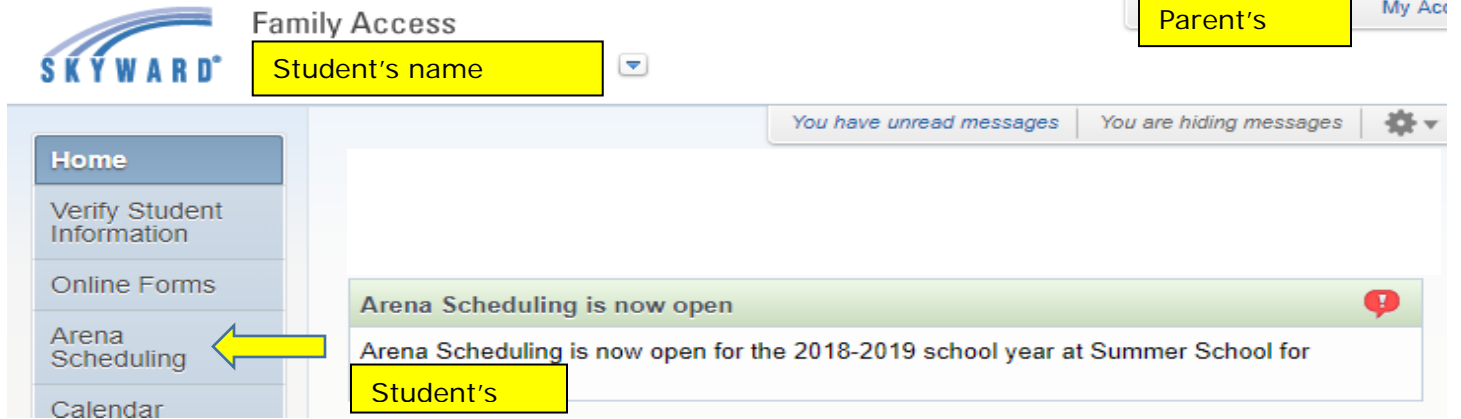 Family Access
Parent's
My Acc
SKYWARD®
Student's name
You have unread messages
You are hiding messages
Home
Verify Student
Information
Online Forms
Arena
Scheduling
Calendar
Arena Scheduling is now open
Arena Scheduling is now open for the 2018-2019 school year at Summer School for
Student's